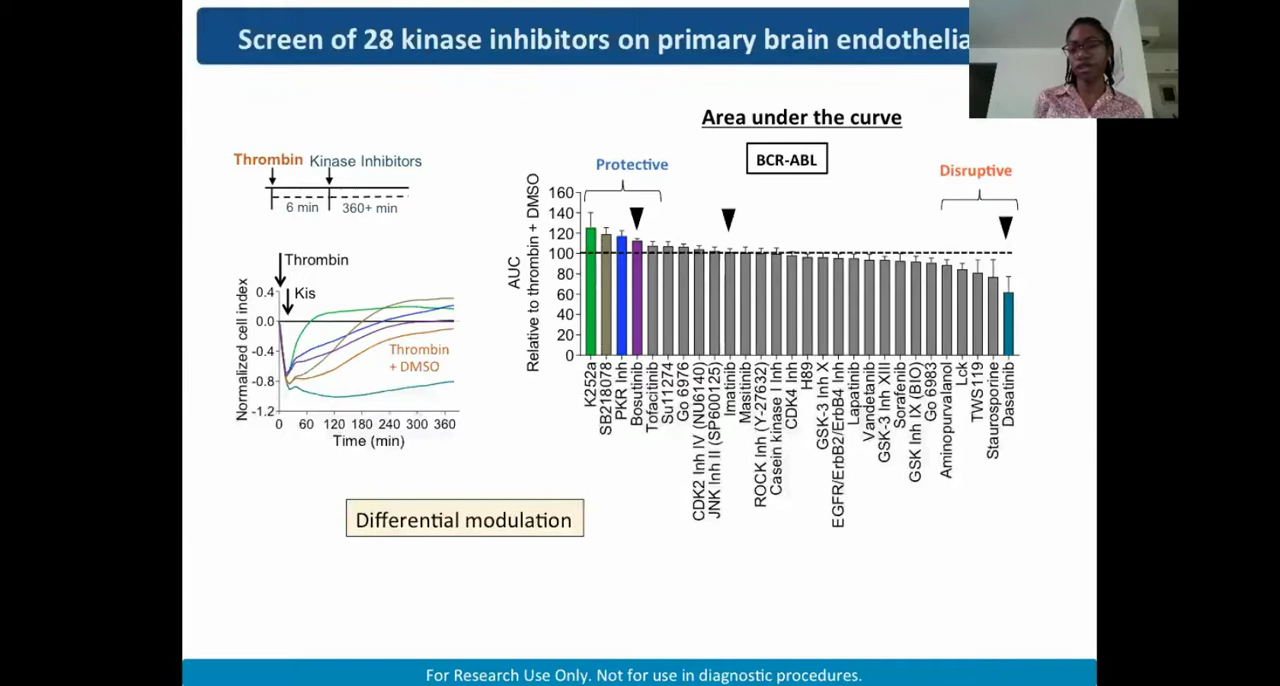 Screen of 28 kinase inhibitors on primary brain endothelia
Thrombin Kinase Inhibitors
6 min 360+ min
Thrombin
Kis
Normalized cell index
0.4
0.0
-0.4
-0.8
-1.2
Thrombin
+ DMSO
0 60 120 180 240 300 360
Time (min)
Differential modulation
Area under the curve
BCR-ABL
Protective
Disruptive
AUC
Relative to thrombin + DMSO
160
140
120
100
80
60
40
20
0
K252a
SB218078
PKR Inh
Bosutinib
Tofacitinib
Su11274
Go 6976
CDK2 Inh IV (NU6140)
JNK Inh II (SP600125)
Imatinib
Masitinib
ROCK Inh (Y-27632)
Casein kinase I Inh
CDK4 Inh
H89
GSK-3 Inh X
EGFR/ErbB2/ErbB4 Inh
Lapatinib
Vandetanib
GSK-3 Inh XIII
Sorafenib
GSK Inh IX (BIO)
Go 6983
Aminopurvalanol
Lck
TWS119
Staurosporine
Dasatinib
For Research Use Only. Not for use in diagnostic procedures.